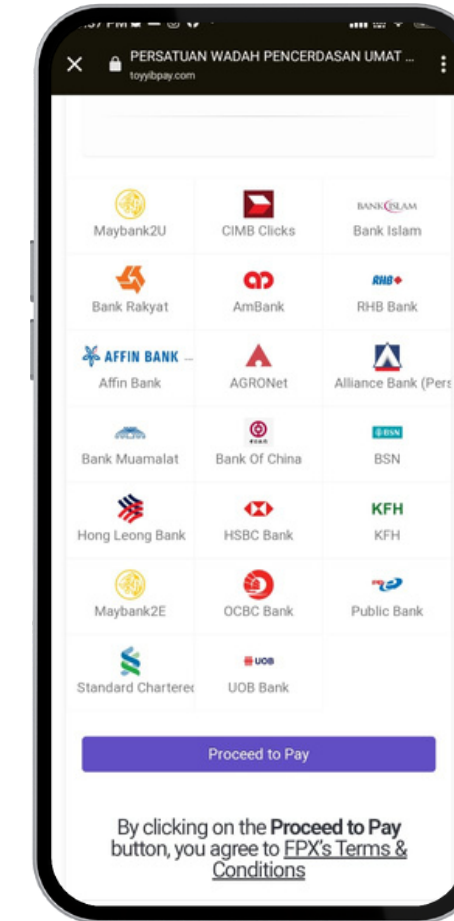 PERSATUAN WADAH PENCERDASAN UMAT ...
toyyibpay.com
Maybank2U
CIMB Clicks
BANK ISLAM
Bank Islam
Bank Rakyat
AmBank
RHB
RHB Bank
AFFIN BANK
Affin Bank
AGRONet
Alliance Bank (Pers
Bank Muamalat
Bank Of China
BSN
BSN
Hong Leong Bank
HSBC Bank
KFH
KFH
Maybank2E
OCBC Bank
Public Bank
Standard Chartered
UOB
UOB Bank
Proceed to Pay
By clicking on the Proceed to Pay
button, you agree to FPX's Terms &
Conditions